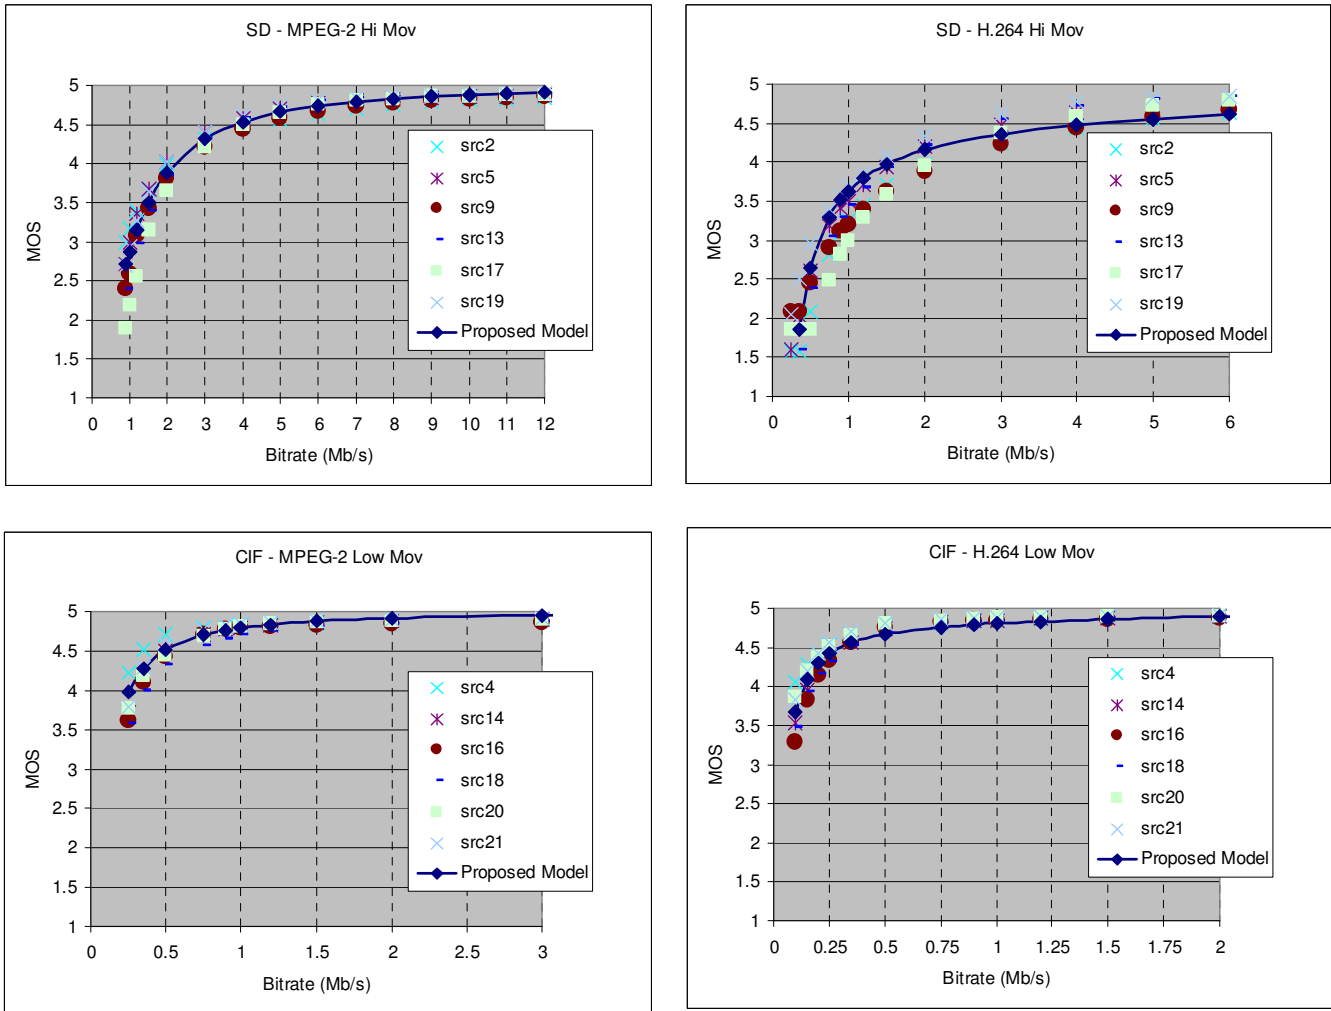 SD - MPEG-2 Hi Mov
5
4.5
4
3.5
3
2.5
2
1.5
1
MOS
0 1 2 3 4 5 6 7 8 9 10 11 12
Bitrate (Mb/s)
src2
src5
src9
src13
src17
src19
Proposed Model
SD - H.264 Hi Mov
5
4.5
4
3.5
3
2.5
2
1.5
1
MOS
0 1 2 3 4 5 6
Bitrate (Mb/s)
src2
src5
src9
src13
src17
src19
Proposed Model
CIF - MPEG-2 Low Mov
5
4.5
4
3.5
3
2.5
2
1.5
1
MOS
0 0.5 1 1.5 2 2.5 3
Bitrate (Mb/s)
src4
src14
src16
src18
src20
src21
Proposed Model
CIF - H.264 Low Mov
5
4.5
4
3.5
3
2.5
2
1.5
1
MOS
0 0.25 0.5 0.75 1 1.25 1.5 1.75 2
Bitrate (Mb/s)
src4
src14
src16
src18
src20
src21
Proposed Model